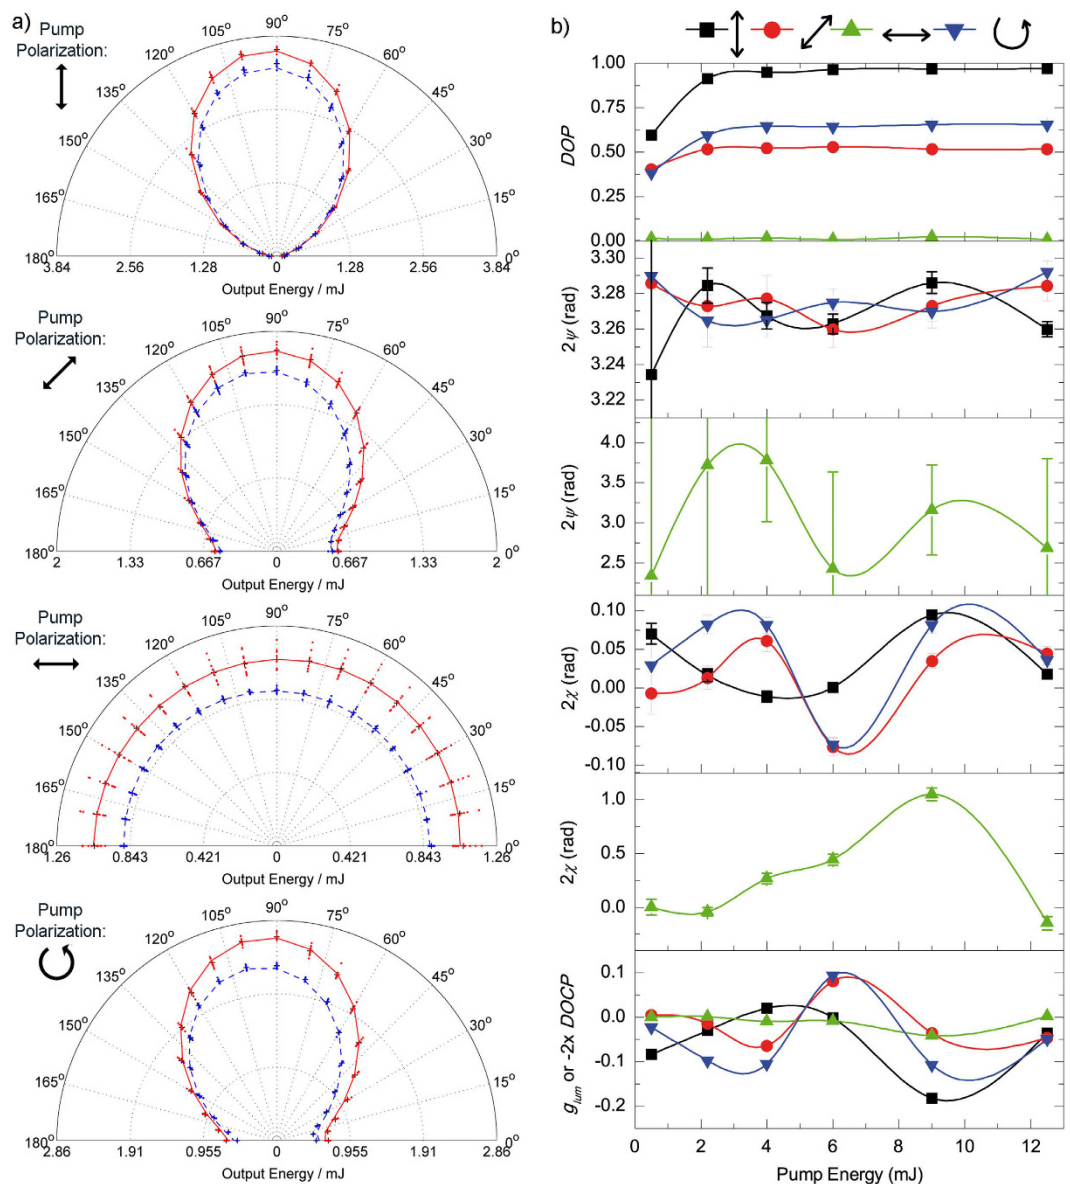 a)
Pump
Polarization:
90°
105° 75°
120° 60°
135° 45°
150° 30°
165° 15°
180° 0°
3.84 2.56 1.28 0 1.28 2.56 3.84
Output Energy / mJ
Pump
Polarization:
90°
105° 75°
120° 60°
135° 45°
150° 30°
165° 15°
180° 0°
2 1.33 0.667 0 0.667 1.33 2
Output Energy / mJ
Pump
Polarization:
90°
105° 75°
120° 60°
135° 45°
150° 30°
165° 15°
180° 0°
1.26 0.843 0.421 0 0.421 0.843 1.26
Output Energy / mJ
Pump
Polarization:
90°
105° 75°
120° 60°
135° 45°
150° 30°
165° 15°
180° 0°
2.86 1.91 0.955 0 0.955 1.91 2.86
Output Energy / mJ
b)
DOP
1.00
0.75
0.50
0.25
0.00
2ψ (rad)
3.30
3.28
3.26
3.24
3.22
2ψ (rad)
4.0
3.5
3.0
2.5
2χ (rad)
0.10
0.05
0.00
-0.05
-0.10
2χ (rad)
1.0
0.5
0.0
g_lum or -2x DOCP
0.1
0.0
-0.1
-0.2
0 2 4 6 8 10 12
Pump Energy (mJ)